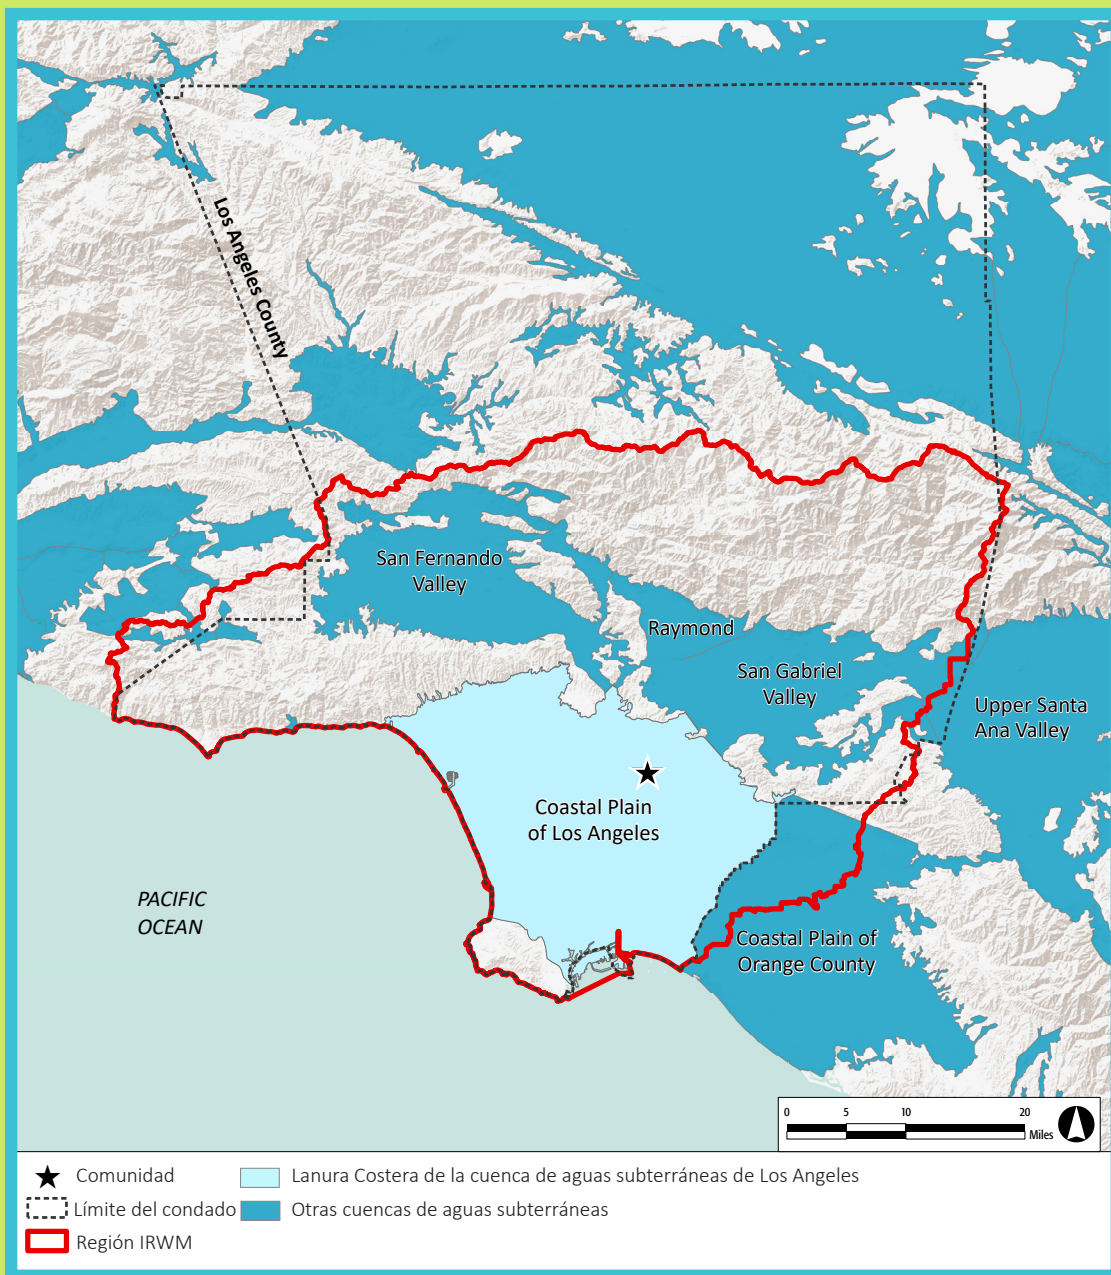 Los Angeles County
San Fernando
Valley
Raymond
San Gabriel
Valley
Upper Santa
Ana Valley
Coastal Plain
of Los Angeles
PACIFIC
OCEAN
Coastal Plain of
Orange County
0 5 10 20
Miles
Comunidad
Lanura Costera de la cuenca de aguas subterráneas de Los Angeles
Límite del condado
Otras cuencas de aguas subterráneas
Región IRWM